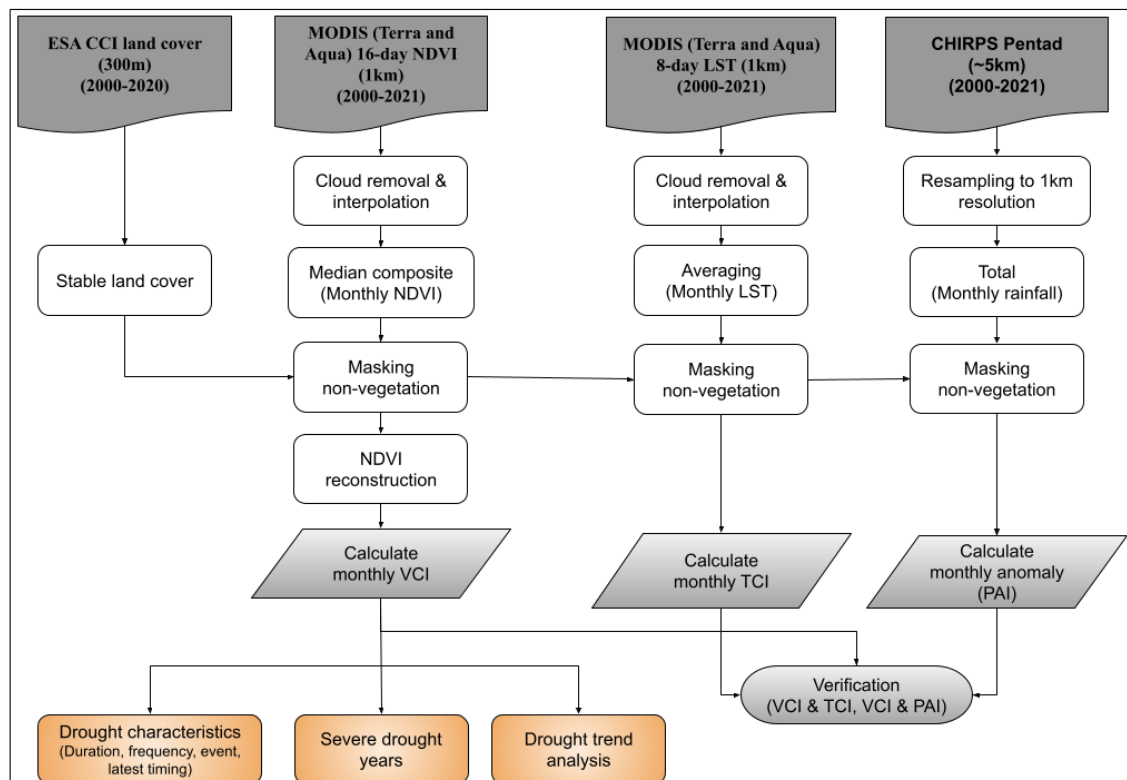 ESA CCI land cover
(300m)
(2000-2020)
MODIS (Terra and
Aqua) 16-day NDVI
(1km)
(2000-2021)
MODIS (Terra and Aqua)
8-day LST (1km)
(2000-2021)
CHIRPS Pentad
(~5km)
(2000-2021)
Cloud removal &
interpolation
Cloud removal &
interpolation
Resampling to 1km
resolution
Stable land cover
Median composite
(Monthly NDVI)
Averaging
(Monthly LST)
Total
(Monthly rainfall)
Masking
non-vegetation
Masking
non-vegetation
Masking
non-vegetation
NDVI
reconstruction
Calculate
monthly VCI
Calculate
monthly TCI
Calculate
monthly anomaly
(PAI)
Verification
(VCI & TCI, VCI & PAI)
Drought characteristics
(Duration, frequency, event,
latest timing)
Severe drought
years
Drought trend
analysis